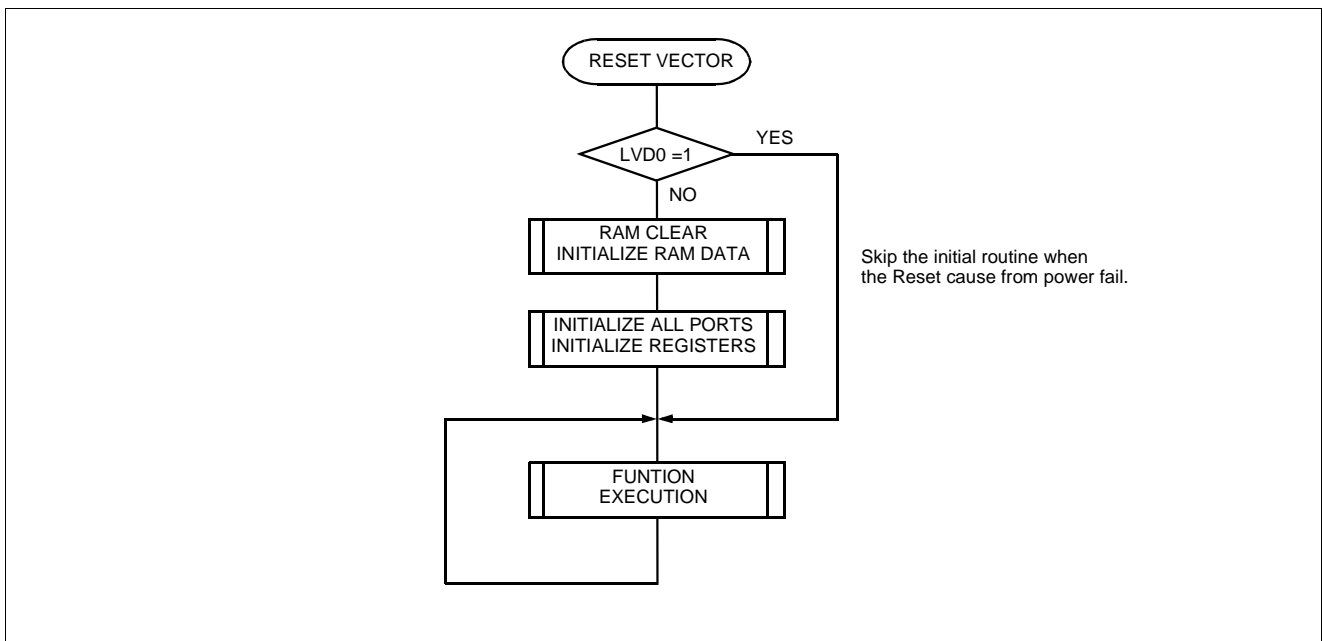 RESET VECTOR
YES
LVD0 =1
NO
RAM CLEAR
INITIALIZE RAM DATA
Skip the initial routine when
the Reset cause from power fail.
INITIALIZE ALL PORTS
INITIALIZE REGISTERS
FUNTION
EXECUTION